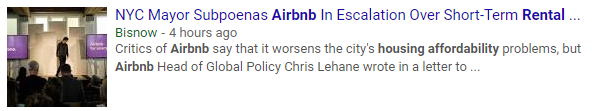 NYC Mayor Subpoenas Airbnb In Escalation Over Short-Term Rental ...
Bisnow - 4 hours ago
Critics of Airbnb say that it worsens the city's housing affordability problems, but
Airbnb Head of Global Policy Chris Lehane wrote in a letter to ...